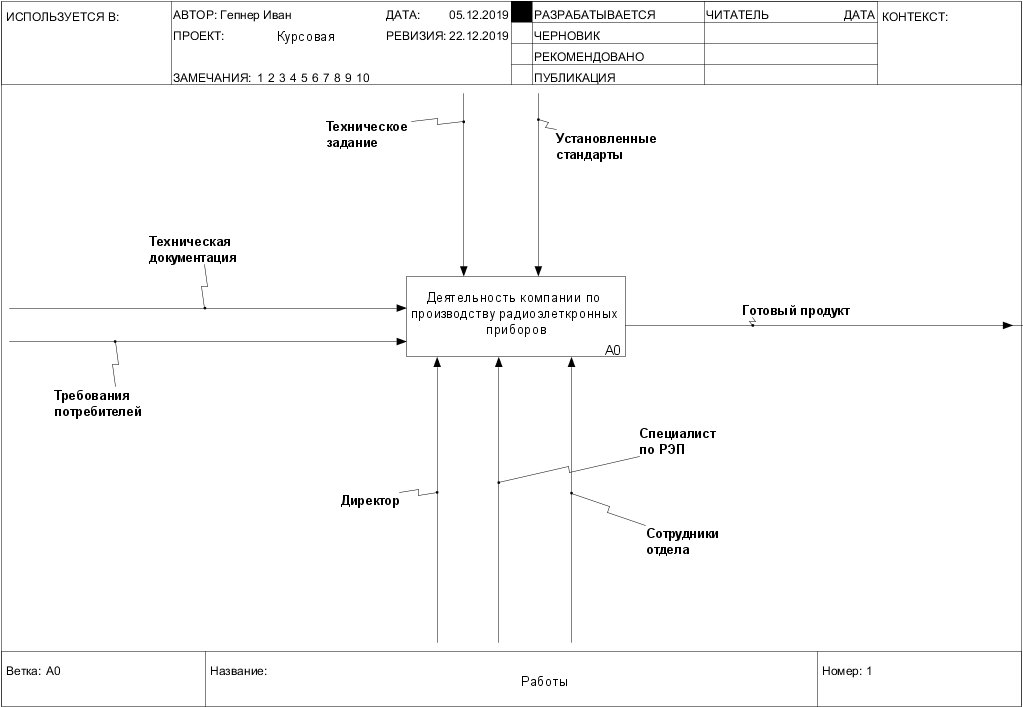 ИСПОЛЬЗУЕТСЯ В:
АВТОР: Гепнер Иван
ДАТА: 05.12.2019
РАЗРАБАТЫВАЕТСЯ
ЧИТАТЕЛЬ
ДАТА
КОНТЕКСТ:
ПРОЕКТ: Курсовая
РЕВИЗИЯ: 22.12.2019
ЧЕРНОВИК
РЕКОМЕНДОВАНО
ЗАМЕЧАНИЯ: 1 2 3 4 5 6 7 8 9 10
ПУБЛИКАЦИЯ
Техническое
задание
Установленные
стандарты
Техническая
документация
Деятельность компании по
производству радиоэлеткронных
приборов
A0
Готовый продукт
Требования
потребителей
Специалист
по РЭП
Директор
Сотрудники
отдела
Ветка: A0
Название:
Работы
Номер: 1